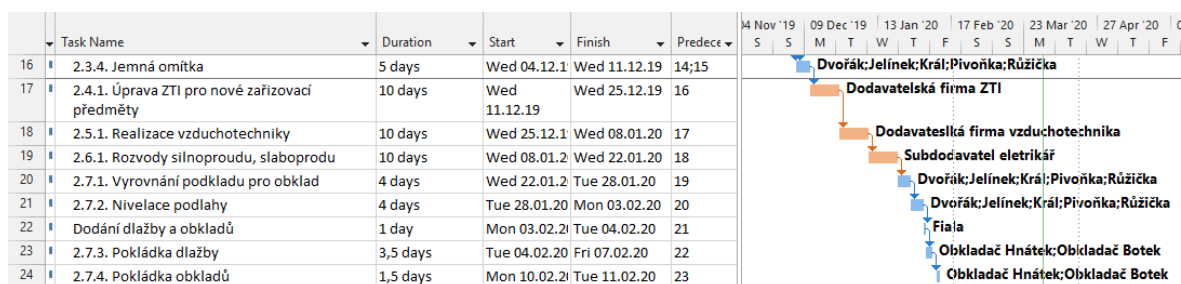 04 Nov '19 09 Dec '19 13 Jan '20 17 Feb '20 23 Mar '20 27 Apr '20
Task Name Duration Start Finish Predece S S M T W T F S S M T W T F
16 2.3.4. Jemná omítka 5 days Wed 04.12.1 Wed 11.12.19 14;15 Dvořák;Jelínek;Král;Pivoňka;Růžička
17 2.4.1. Úprava ZTI pro nové zařizovací 10 days Wed Wed 25.12.19 16 Dodavatelská firma ZTI
předměty 11.12.19
18 2.5.1. Realizace vzduchotechniky 10 days Wed 25.12.1 Wed 08.01.20 17 Dodavateslká firma vzduchotechnika
19 2.6.1. Rozvody silnoproudu, slaboprodu 10 days Wed 08.01.2 Wed 22.01.20 18 Subdodavatel eletrikář
20 2.7.1. Vyrovnání podkladu pro obklad 4 days Wed 22.01.2 Tue 28.01.20 19 Dvořák;Jelínek;Král;Pivoňka;Růžička
21 2.7.2. Nivelace podlahy 4 days Tue 28.01.20 Mon 03.02.20 20 Dvořák;Jelínek;Král;Pivoňka;Růžička
22 Dodání dlažby a obkladů 1 day Mon 03.02.2 Tue 04.02.20 21 Fiala
23 2.7.3. Pokládka dlažby 3,5 days Tue 04.02.20 Fri 07.02.20 22 Obkladač Hnátek;Obkladač Botek
24 2.7.4. Pokládka obkladů 1,5 days Mon 10.02.2 Tue 11.02.20 23 Obkladač Hnátek;Obkladač Botek